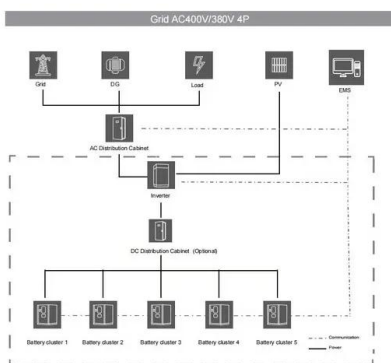 Grid AC400V/380V 4P
Grid
DG
Load
PV
EMS
AC Distribution Cabinet
Inverter
DC Distribution Cabinet (Optional)
Battery cluster 1
Battery cluster 2
Battery cluster 3
Battery cluster 4
Battery cluster 5
Communication
Power